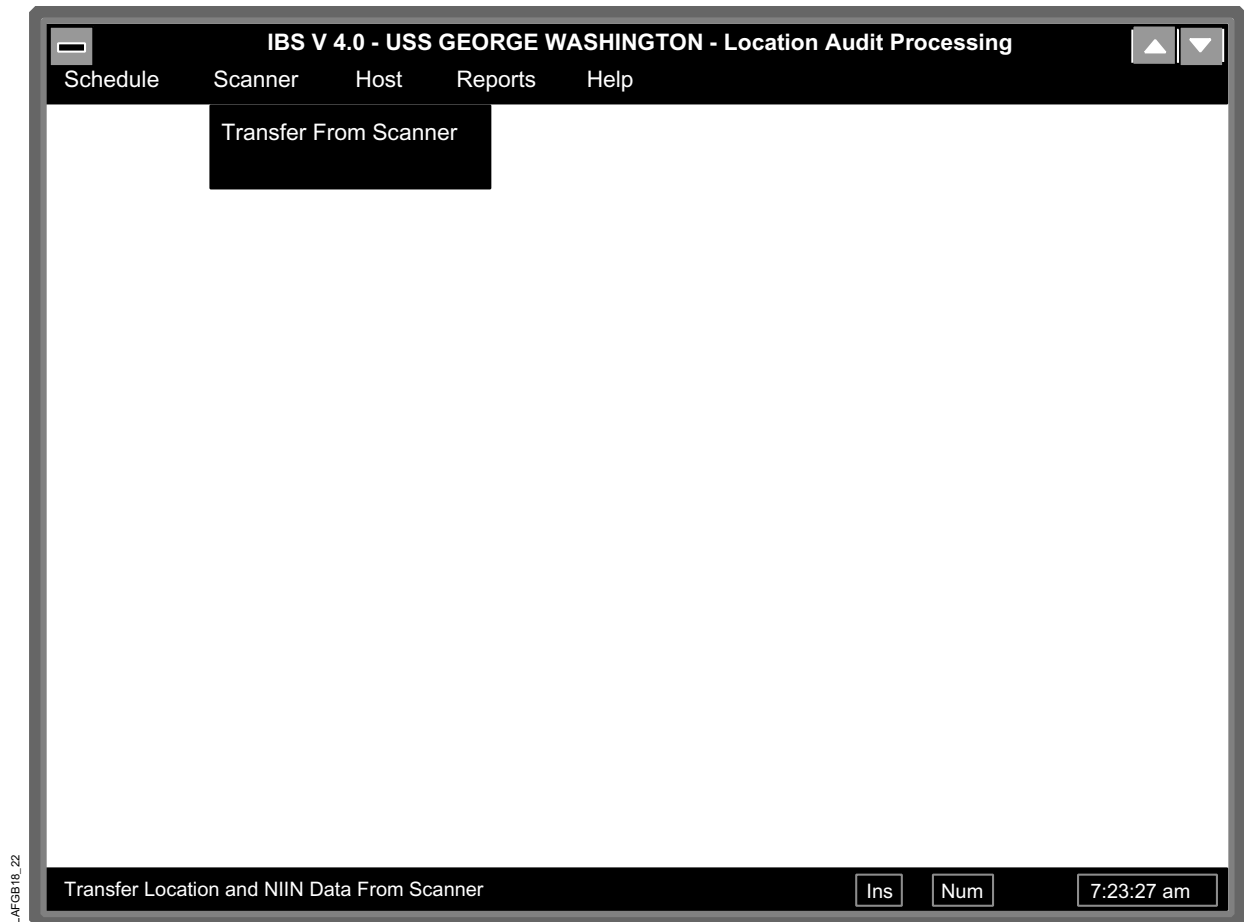 IBS V 4.0 - USS GEORGE WASHINGTON - Location Audit Processing
Schedule Scanner Host Reports Help
Transfer From Scanner
Transfer Location and NIIN Data From Scanner Ins Num 7:23:27 am
_AFGB18_22